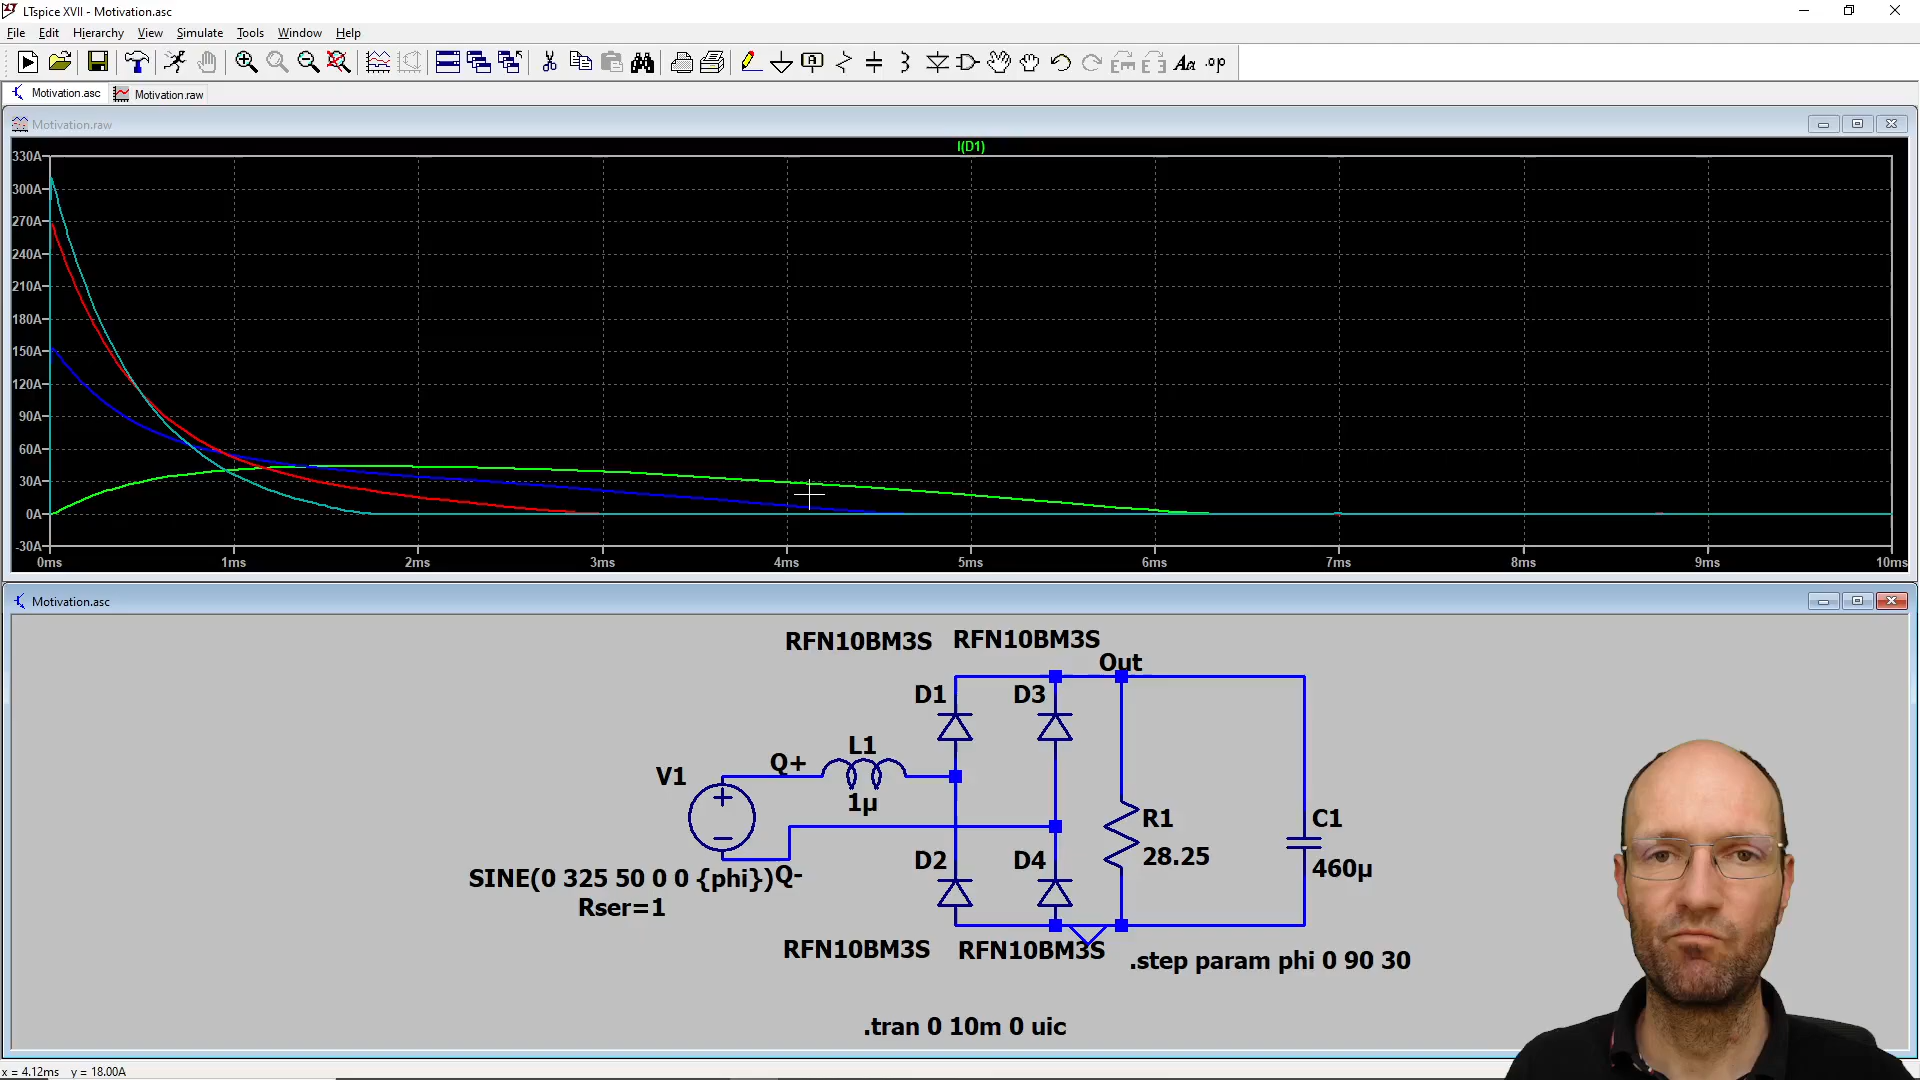 LTspice XVII - Motivation.asc
File Edit Hierarchy View Simulate Tools Window Help
Motivation.asc Motivation.raw
Motivation.raw
I(D1)
330A
300A
270A
240A
210A
180A
150A
120A
90A
60A
30A
0A
-30A
0ms 1ms 2ms 3ms 4ms 5ms 6ms 7ms 8ms 9ms 10ms
Motivation.asc
RFN10BM3S RFN10BM3S
Out
D1 D3
L1
V1 Q+
1µ
R1 C1
28.25 460µ
D2 D4
SINE(0 325 50 0 0 {phi}) Q-
Rser=1
RFN10BM3S RFN10BM3S
.step param phi 0 90 30
.tran 0 10m 0 uic
x = 4.12ms y = 18.00A